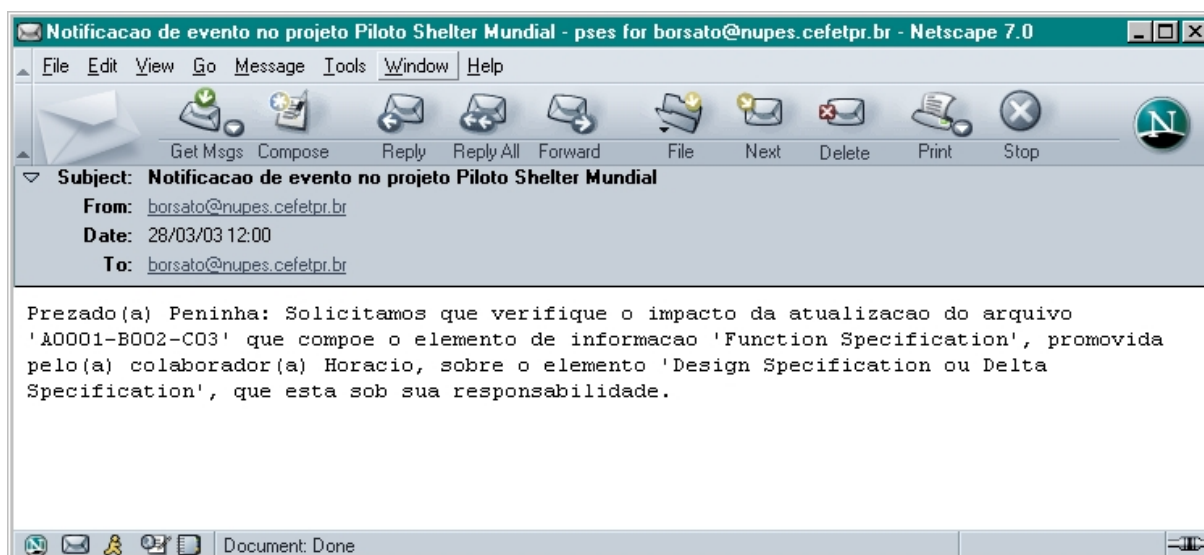 Notificacao de evento no projeto Piloto Shelter Mundial - pses for borsato@nupes.cefetpr.br - Netscape 7.0
File Edit View Go Message Tools Window Help
Get Msgs Compose Reply Reply All Forward File Next Delete Print Stop
N
Subject: Notificacao de evento no projeto Piloto Shelter Mundial
From: borsato@nupes.cefetpr.br
Date: 28/03/03 12:00
To: borsato@nupes.cefetpr.br
Prezado(a) Peninha: Solicitamos que verifique o impacto da atualizacao do arquivo
'A0001-B002-C03' que compoe o elemento de informacao 'Function Specification', promovida
pelo(a) colaborador(a) Horacio, sobre o elemento 'Design Specification ou Delta
Specification', que esta sob sua responsabilidade.
Document: Done